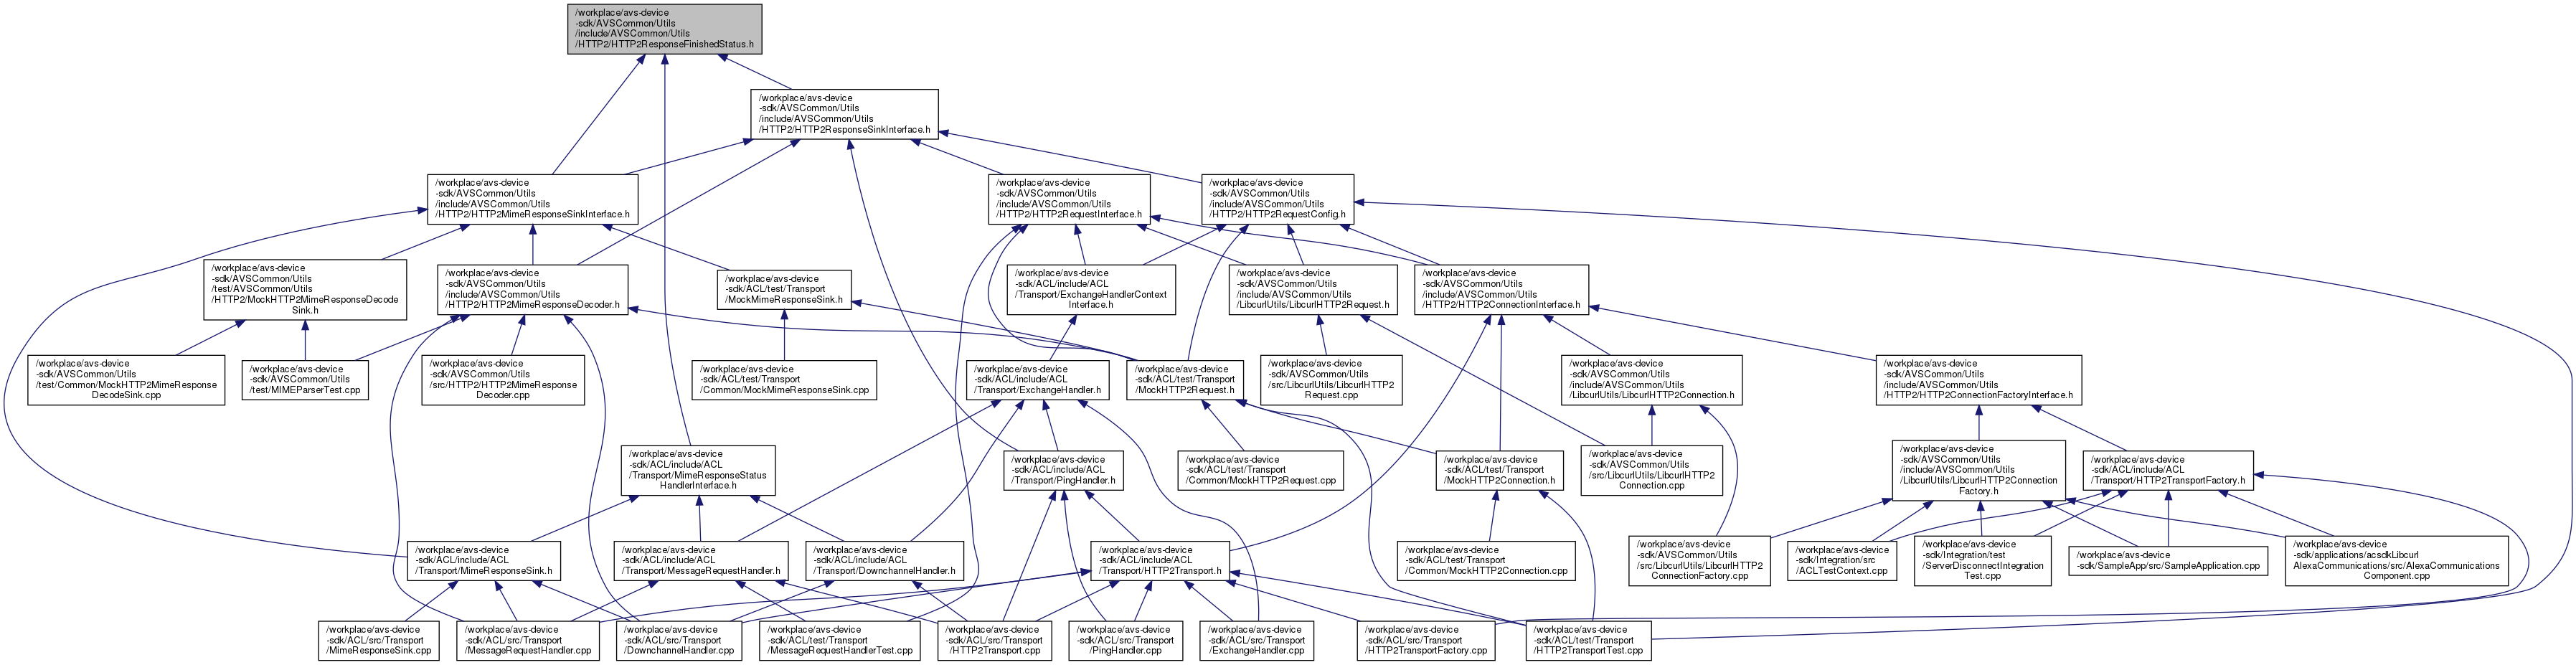 /workplace/avs-device
-sdk/AVSCommon/Utils
/include/AVSCommon/Utils
/HTTP2/HTTP2ResponseFinishedStatus.h
/workplace/avs-device
-sdk/AVSCommon/Utils
/include/AVSCommon/Utils
/HTTP2/HTTP2ResponseSinkInterface.h
/workplace/avs-device
-sdk/AVSCommon/Utils
/include/AVSCommon/Utils
/HTTP2/HTTP2MimeResponseSinkInterface.h
/workplace/avs-device
-sdk/AVSCommon/Utils
/include/AVSCommon/Utils
/HTTP2/HTTP2RequestInterface.h
/workplace/avs-device
-sdk/AVSCommon/Utils
/include/AVSCommon/Utils
/HTTP2/HTTP2RequestConfig.h
/workplace/avs-device
-sdk/AVSCommon/Utils
/test/AVSCommon/Utils
/HTTP2/MockHTTP2MimeResponseDecode
Sink.h
/workplace/avs-device
-sdk/AVSCommon/Utils
/include/AVSCommon/Utils
/HTTP2/HTTP2MimeResponseDecoder.h
/workplace/avs-device
-sdk/ACL/test/Transport
/MockMimeResponseSink.h
/workplace/avs-device
-sdk/ACL/include/ACL
/Transport/ExchangeHandlerContext
Interface.h
/workplace/avs-device
-sdk/AVSCommon/Utils
/include/AVSCommon/Utils
/LibcurlUtils/LibcurlHTTP2Request.h
/workplace/avs-device
-sdk/AVSCommon/Utils
/include/AVSCommon/Utils
/HTTP2/HTTP2ConnectionInterface.h
/workplace/avs-device
-sdk/AVSCommon/Utils
/test/Common/MockHTTP2MimeResponse
DecodeSink.cpp
/workplace/avs-device
-sdk/AVSCommon/Utils
/test/MIMEParserTest.cpp
/workplace/avs-device
-sdk/AVSCommon/Utils
/src/HTTP2/HTTP2MimeResponse
Decoder.cpp
/workplace/avs-device
-sdk/ACL/test/Transport
/Common/MockMimeResponseSink.cpp
/workplace/avs-device
-sdk/ACL/include/ACL
/Transport/ExchangeHandler.h
/workplace/avs-device
-sdk/ACL/test/Transport
/MockHTTP2Request.h
/workplace/avs-device
-sdk/AVSCommon/Utils
/src/LibcurlUtils/LibcurlHTTP2
Request.cpp
/workplace/avs-device
-sdk/AVSCommon/Utils
/include/AVSCommon/Utils
/LibcurlUtils/LibcurlHTTP2Connection.h
/workplace/avs-device
-sdk/AVSCommon/Utils
/include/AVSCommon/Utils
/HTTP2/HTTP2ConnectionFactoryInterface.h
/workplace/avs-device
-sdk/ACL/include/ACL
/Transport/MimeResponseStatus
HandlerInterface.h
/workplace/avs-device
-sdk/ACL/include/ACL
/Transport/PingHandler.h
/workplace/avs-device
-sdk/ACL/test/Transport
/Common/MockHTTP2Request.cpp
/workplace/avs-device
-sdk/ACL/test/Transport
/MockHTTP2Connection.h
/workplace/avs-device
-sdk/AVSCommon/Utils
/src/LibcurlUtils/LibcurlHTTP2
Connection.cpp
/workplace/avs-device
-sdk/AVSCommon/Utils
/include/AVSCommon/Utils
/LibcurlUtils/LibcurlHTTP2Connection
Factory.h
/workplace/avs-device
-sdk/ACL/include/ACL
/Transport/HTTP2TransportFactory.h
/workplace/avs-device
-sdk/ACL/include/ACL
/Transport/MimeResponseSink.h
/workplace/avs-device
-sdk/ACL/include/ACL
/Transport/MessageRequestHandler.h
/workplace/avs-device
-sdk/ACL/include/ACL
/Transport/DownchannelHandler.h
/workplace/avs-device
-sdk/ACL/include/ACL
/Transport/HTTP2Transport.h
/workplace/avs-device
-sdk/ACL/test/Transport
/Common/MockHTTP2Connection.cpp
/workplace/avs-device
-sdk/AVSCommon/Utils
/src/LibcurlUtils/LibcurlHTTP2
ConnectionFactory.cpp
/workplace/avs-device
-sdk/Integration/src
/ACLTestContext.cpp
/workplace/avs-device
-sdk/Integration/test
/ServerDisconnectIntegration
Test.cpp
/workplace/avs-device
-sdk/SampleApp/src/SampleApplication.cpp
/workplace/avs-device
-sdk/applications/acsdkLibcurl
AlexaCommunications/src/AlexaCommunications
Component.cpp
/workplace/avs-device
-sdk/ACL/src/Transport
/MimeResponseSink.cpp
/workplace/avs-device
-sdk/ACL/src/Transport
/MessageRequestHandler.cpp
/workplace/avs-device
-sdk/ACL/src/Transport
/DownchannelHandler.cpp
/workplace/avs-device
-sdk/ACL/test/Transport
/MessageRequestHandlerTest.cpp
/workplace/avs-device
-sdk/ACL/src/Transport
/HTTP2Transport.cpp
/workplace/avs-device
-sdk/ACL/src/Transport
/PingHandler.cpp
/workplace/avs-device
-sdk/ACL/src/Transport
/ExchangeHandler.cpp
/workplace/avs-device
-sdk/ACL/src/Transport
/HTTP2TransportFactory.cpp
/workplace/avs-device
-sdk/ACL/test/Transport
/HTTP2TransportTest.cpp